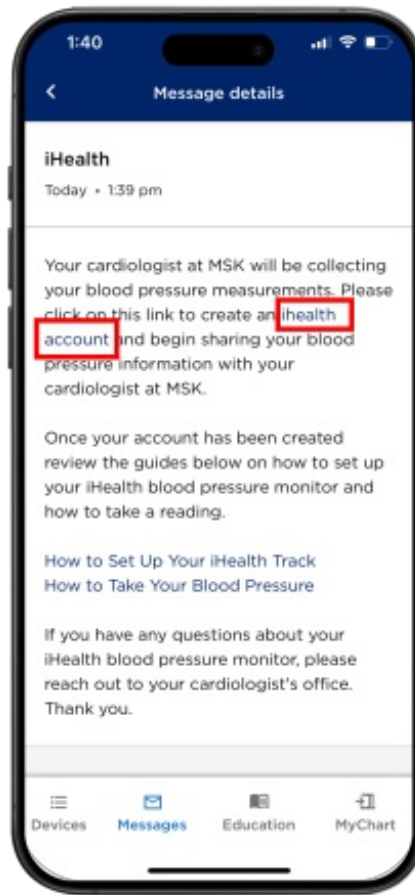 1:40
Message details
iHealth
Today • 1:39 pm
Your cardiologist at MSK will be collecting
your blood pressure measurements. Please
click on this link to create an ihealth
account and begin sharing your blood
pressure information with your
cardiologist at MSK.
Once your account has been created
review the guides below on how to set up
your iHealth blood pressure monitor and
how to take a reading.
How to Set Up Your iHealth Track
How to Take Your Blood Pressure
If you have any questions about your
iHealth blood pressure monitor, please
reach out to your cardiologist's office.
Thank you.
Devices Messages Education MyChart